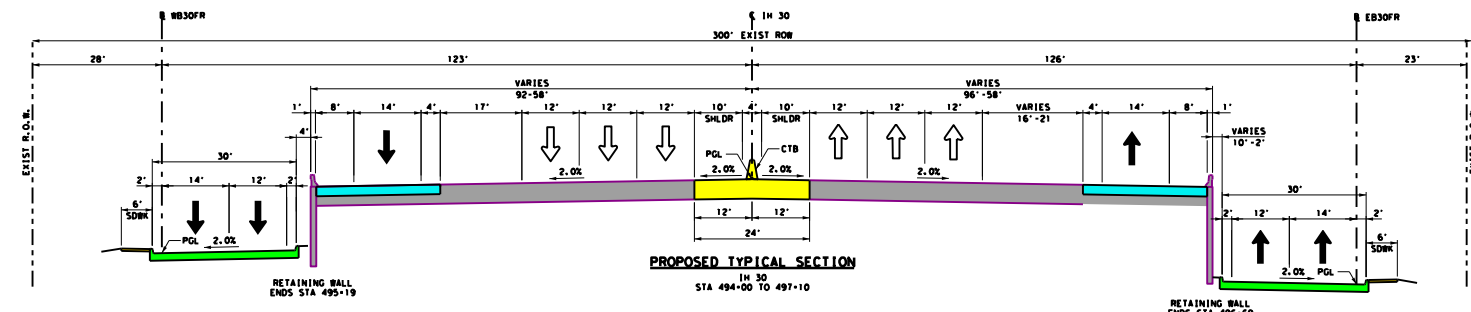 WB30FR
IH 30
EB30FR
300' EXIST ROW
28'
123'
126'
23'
VARIES
92-58'
VARIES
96'-58'
1'
8'
14'
4'
17'
12'
12'
12'
10'
SHLDR
4'
10'
SHLDR
12'
12'
12'
VARIES
16'-21
4'
14'
8'
1'
EXIST R.O.W.
4'
VARIES
10'-2'
PGL
CTB
2.0%
2.0%
2.0%
2.0%
30'
2'
14'
12'
2'
6'
SDWK
PGL
2.0%
12'
12'
24'
30'
2'
12'
14'
2'
6'
SDWK
2.0%
PGL
PROPOSED TYPICAL SECTION
IH 30
STA 494+00 TO 497+10
RETAINING WALL
ENDS STA 495+19
RETAINING WALL